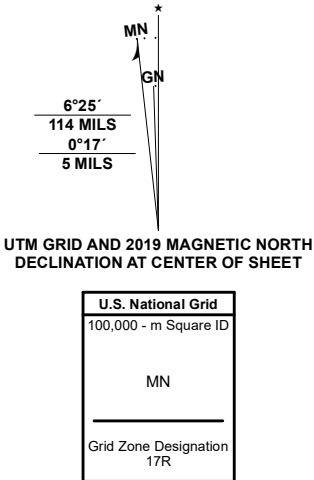 ★
MN
GN
6°25´
114 MILS
0°17´
5 MILS
UTM GRID AND 2019 MAGNETIC NORTH
DECLINATION AT CENTER OF SHEET
U.S. National Grid
100,000 - m Square ID
MN
Grid Zone Designation
17R